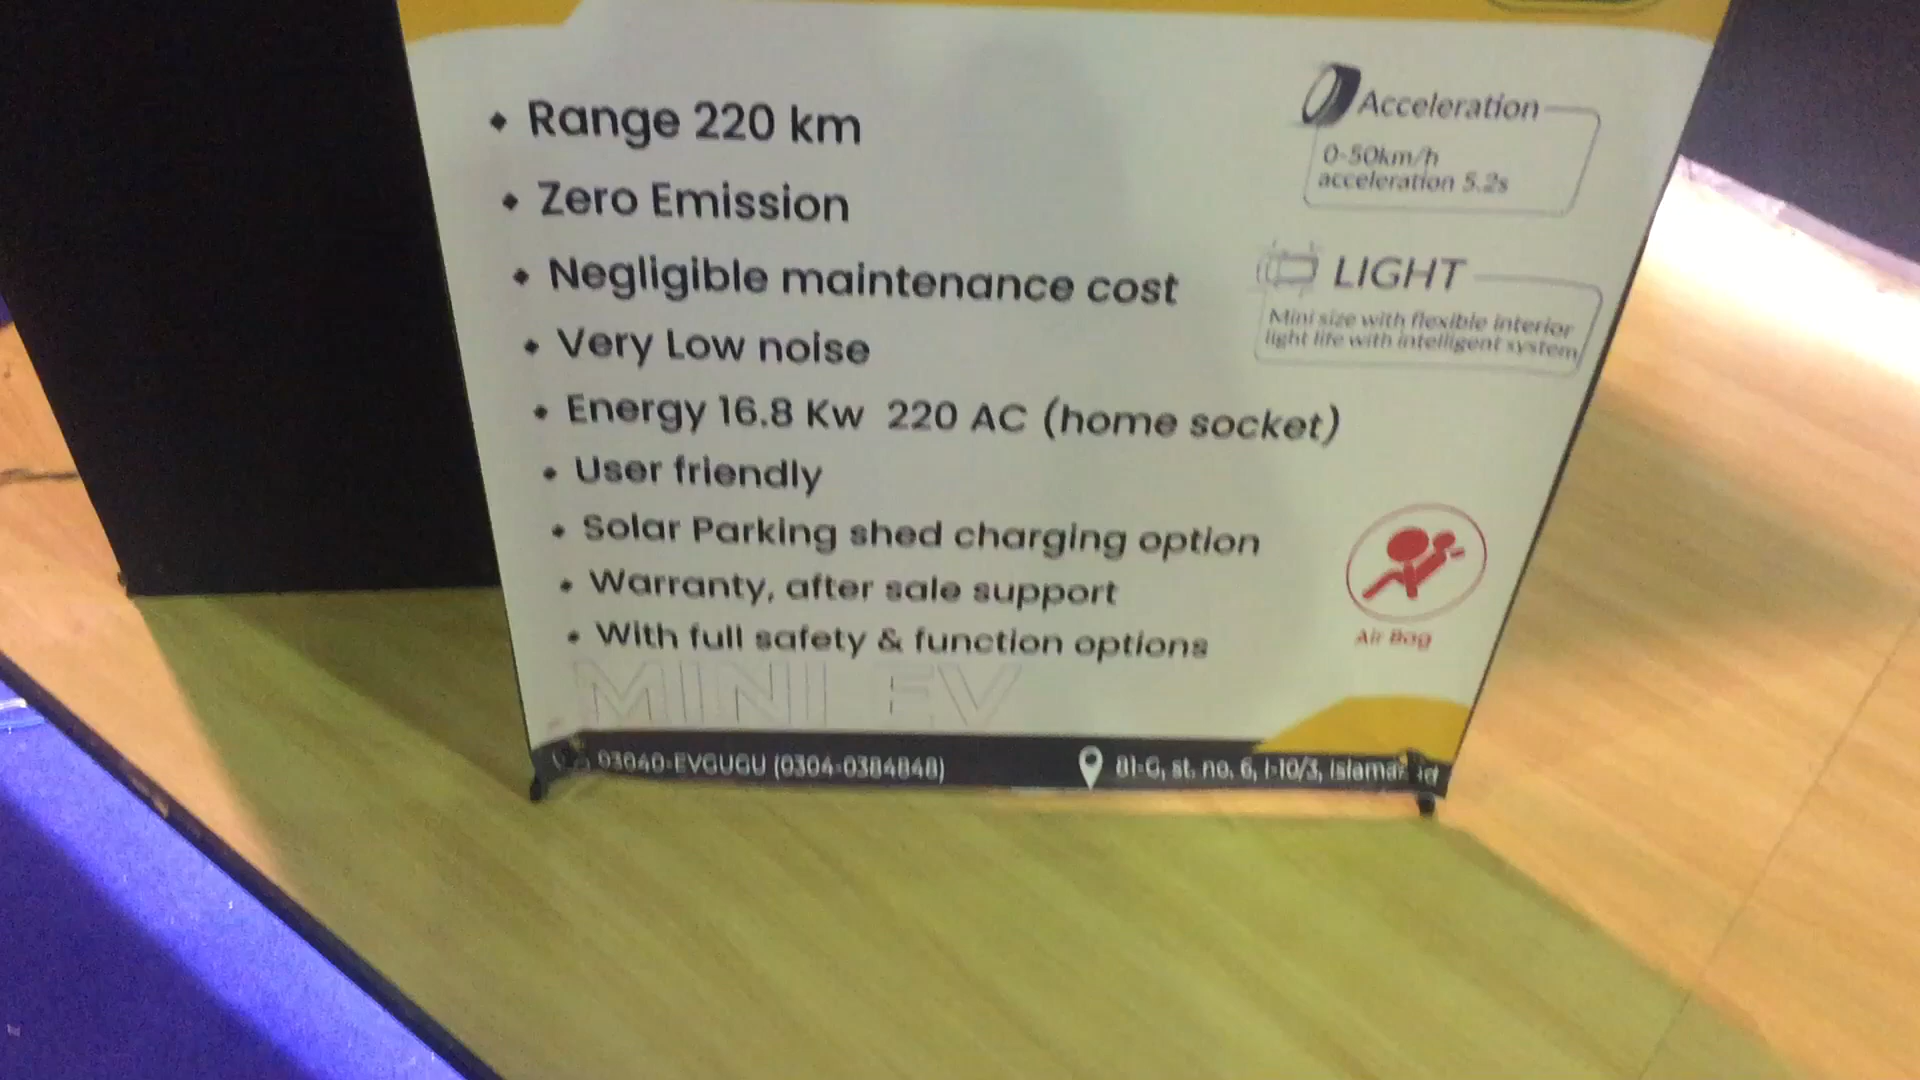 Range 220 km
Zero Emission
Negligible maintenance cost
Very Low noise
Energy 16.8 Kw 220 AC (home socket)
User friendly
Solar Parking shed charging option
Warranty, after sale support
With full safety & function options
MINI EV
Acceleration
0-50km/h
acceleration 5.2s
LIGHT
Mini size with flexible interior
light life with intelligent system
Air Bag
03040-EVGUGU (0304-0384848)
81-G, st. no. 6, I-10/3,